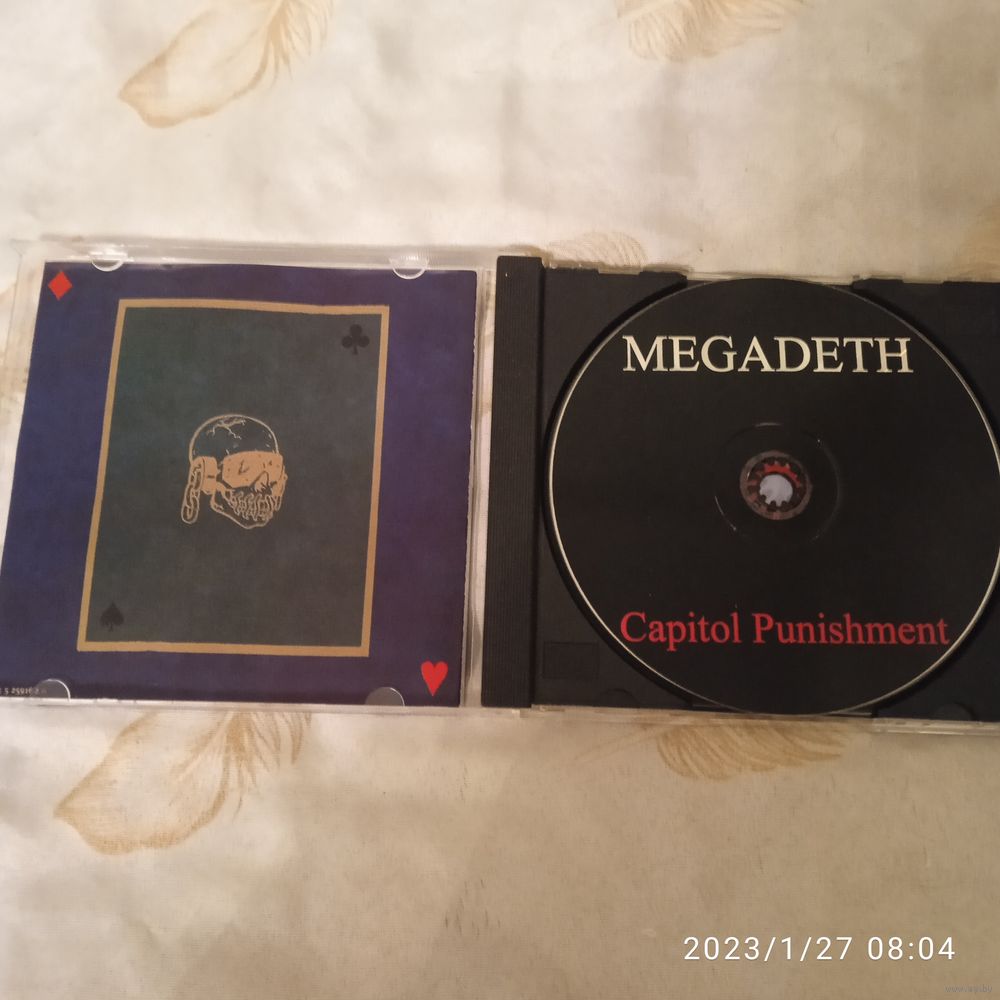 MEGADETH
Capitol Punishment
2023/1/27 08:04